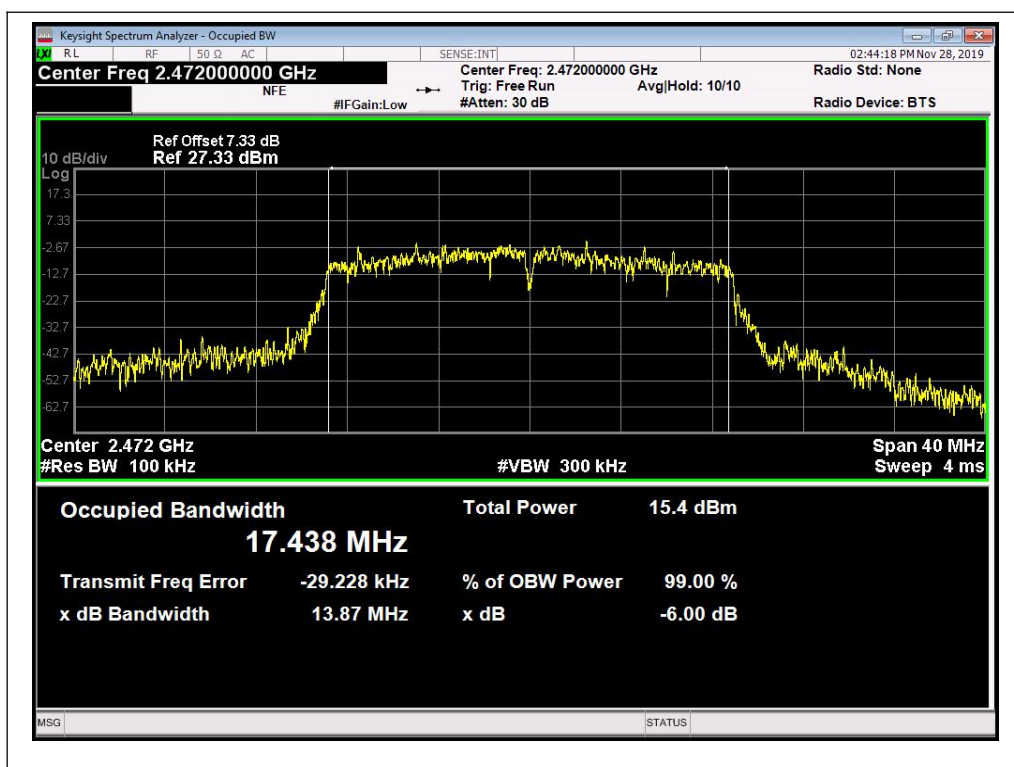 Keysight Spectrum Analyzer - Occupied BW
LXI RL RF 50 Ω AC SENSE:INT 02:44:18 PM Nov 28, 2019
Center Freq 2.472000000 GHz Center Freq: 2.472000000 GHz Radio Std: None
NFE Trig: Free Run Avg|Hold: 10/10
#IFGain:Low #Atten: 30 dB Radio Device: BTS
Ref Offset 7.33 dB
10 dB/div Ref 27.33 dBm
Log
17.3
7.33
-2.67
-12.7
-22.7
-32.7
-42.7
-52.7
-62.7
Center 2.472 GHz Span 40 MHz
#Res BW 100 kHz #VBW 300 kHz Sweep 4 ms
Occupied Bandwidth Total Power 15.4 dBm
17.438 MHz
Transmit Freq Error -29.228 kHz % of OBW Power 99.00 %
x dB Bandwidth 13.87 MHz x dB -6.00 dB
MSG STATUS